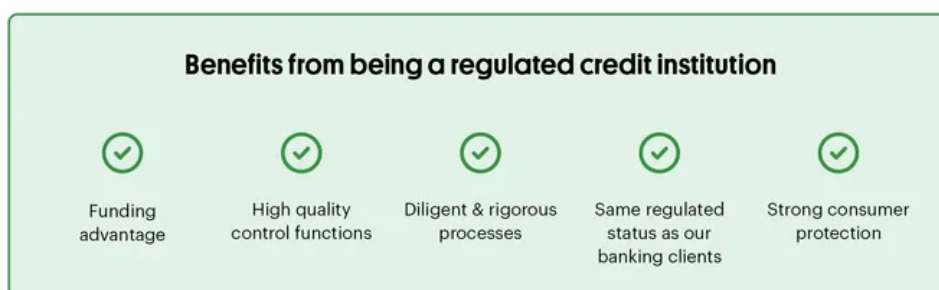 Benefits from being a regulated credit institution
Funding
advantage
High quality
control functions
Diligent & rigorous
processes
Same regulated
status as our
banking clients
Strong consumer
protection